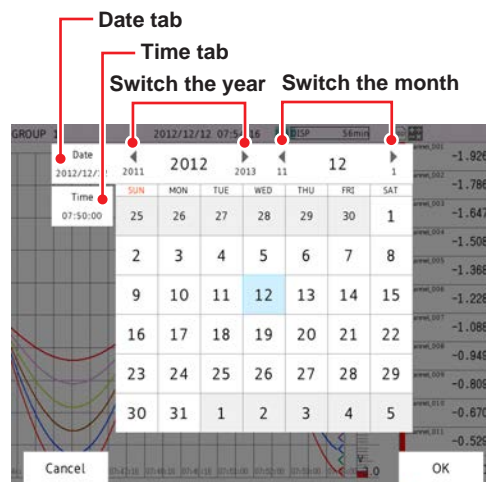 Date tab
Time tab
Switch the year Switch the month
GROUP 1 2012/12/12 07:54:16 DISP 56min
Date
2012/12/12
Time
07:50:00
2011 2012 2013 11 12 1
SUN MON TUE WED THU FRI SAT
25 26 27 28 29 30 1
2 3 4 5 6 7 8
9 10 11 12 13 14 15
16 17 18 19 20 21 22
23 24 25 26 27 28 29
30 31 1 2 3 4 5
-1.926
-1.786
-1.647
-1.508
-1.368
-1.228
-1.088
-0.949
-0.809
-0.670
-0.529
Cancel OK